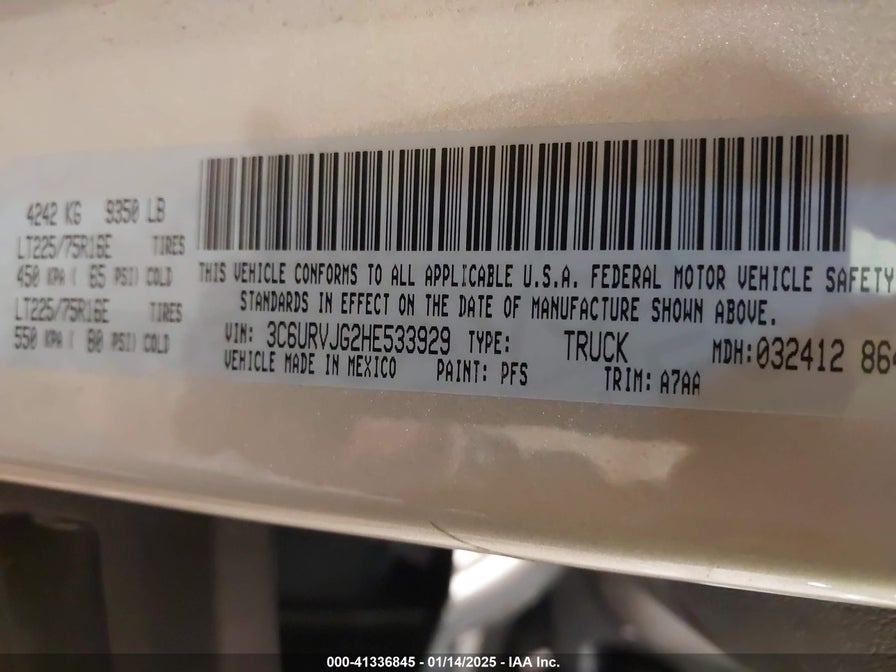 4242 KG 9350 LB
LT225/75R16E TIRES
450 KPA ( 65 PSI) COLD
LT225/75R16E TIRES
550 KPA ( 80 PSI) COLD
THIS VEHICLE CONFORMS TO ALL APPLICABLE U.S.A. FEDERAL MOTOR VEHICLE SAFETY
STANDARDS IN EFFECT ON THE DATE OF MANUFACTURE SHOWN ABOVE.
VIN: 3C6URVJG2HE533929 TYPE: TRUCK MDH:032412 864
VEHICLE MADE IN MEXICO PAINT: PFS TRIM: A7AA
000-41336845 - 01/14/2025 - IAA Inc.